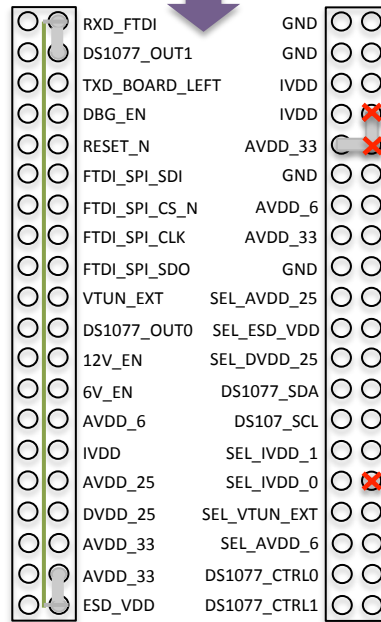 RXD_FTDI GND
DS1077_OUT1 GND
TXD_BOARD_LEFT IVDD
DBG_EN IVDD
RESET_N AVDD_33
FTDI_SPI_SDI GND
FTDI_SPI_CS_N AVDD_6
FTDI_SPI_CLK AVDD_33
FTDI_SPI_SDO GND
VTUN_EXT SEL_AVDD_25
DS1077_OUT0 SEL_ESD_VDD
12V_EN SEL_DVDD_25
6V_EN DS1077_SDA
AVDD_6 DS107_SCL
IVDD SEL_IVDD_1
AVDD_25 SEL_IVDD_0
DVDD_25 SEL_VTUN_EXT
AVDD_33 SEL_AVDD_6
AVDD_33 DS1077_CTRL0
ESD_VDD DS1077_CTRL1